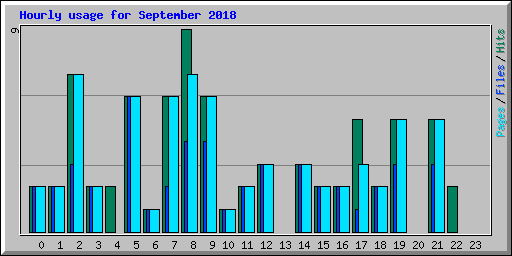 Hourly usage for September 2018
9
Pages/Files/Hits
0 1 2 3 4 5 6 7 8 9 10 11 12 13 14 15 16 17 18 19 20 21 22 23